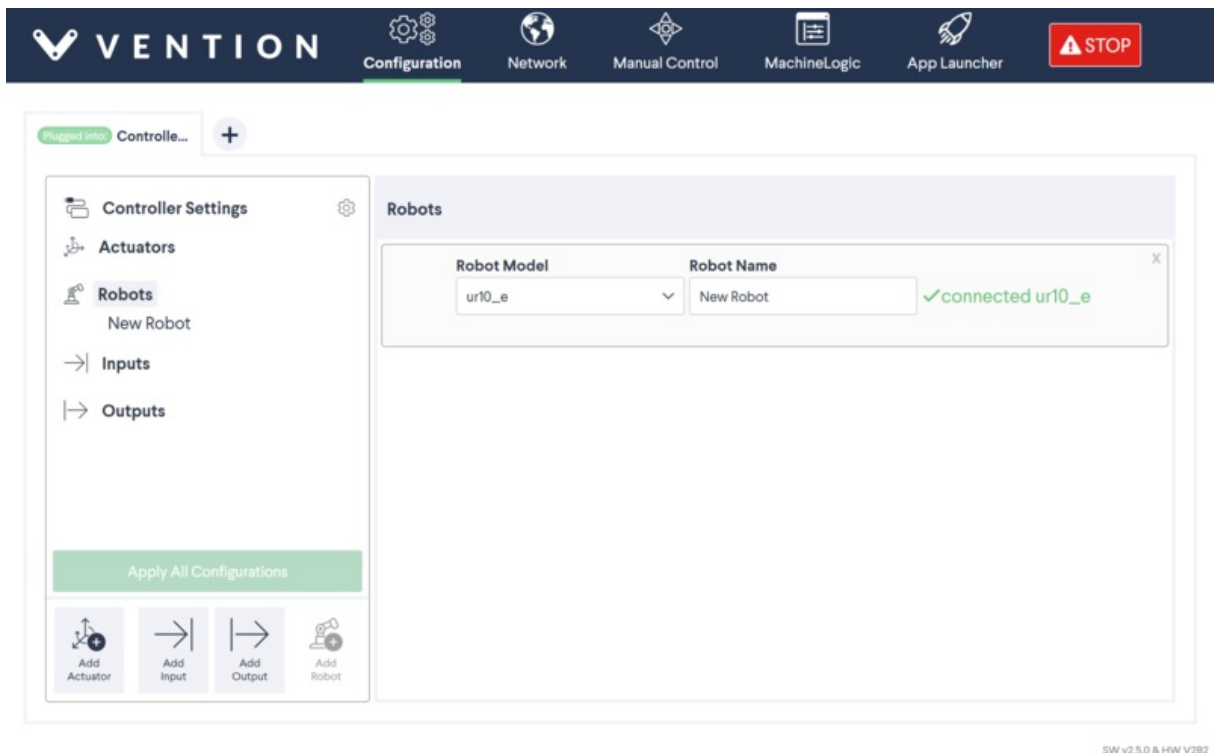 VENTION
Configuration
Network
Manual Control
MachineLogic
App Launcher
STOP
Plugged Into: Controlle...
+
Controller Settings
Actuators
Robots
New Robot
Inputs
Outputs
Apply All Configurations
Add
Actuator
Add
Input
Add
Output
Add
Robot
Robots
X
Robot Model
Robot Name
ur10_e
New Robot
✓connected ur10_e
SW v2.5.0 & HW V2B2